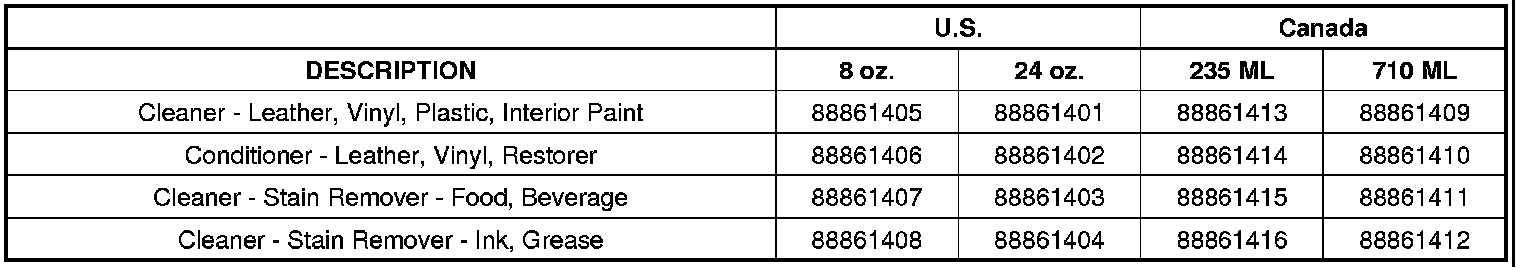 U.S. Canada
DESCRIPTION 8 oz. 24 oz. 235 ML 710 ML
Cleaner - Leather, Vinyl, Plastic, Interior Paint 88861405 88861401 88861413 88861409
Conditioner - Leather, Vinyl, Restorer 88861406 88861402 88861414 88861410
Cleaner - Stain Remover - Food, Beverage 88861407 88861403 88861415 88861411
Cleaner - Stain Remover - Ink, Grease 88861408 88861404 88861416 88861412